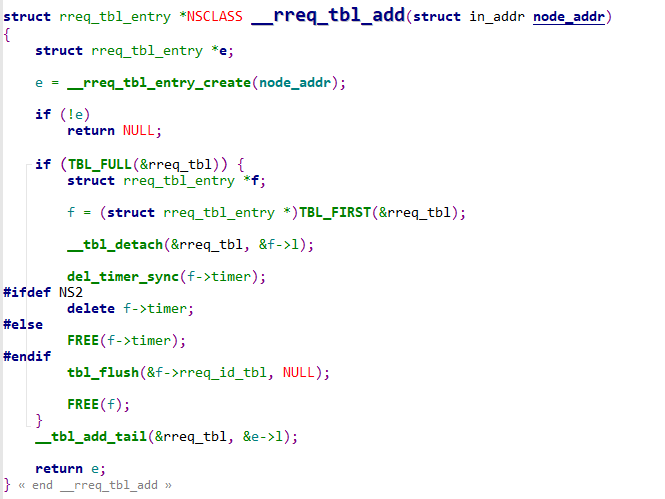 struct rreq_tbl_entry *NSCLASS __rreq_tbl_add(struct in_addr node_addr)
{
    struct rreq_tbl_entry *e;

    e = __rreq_tbl_entry_create(node_addr);

    if (!e)
        return NULL;

    if (TBL_FULL(&rreq_tbl)) {
        struct rreq_tbl_entry *f;

        f = (struct rreq_tbl_entry *)TBL_FIRST(&rreq_tbl);

        __tbl_detach(&rreq_tbl, &f->l);

        del_timer_sync(f->timer);
#ifdef NS2
        delete f->timer;
#else
        FREE(f->timer);
#endif
        tbl_flush(&f->rreq_id_tbl, NULL);

        FREE(f);
    }
    __tbl_add_tail(&rreq_tbl, &e->l);

    return e;
} « end __rreq_tbl_add »